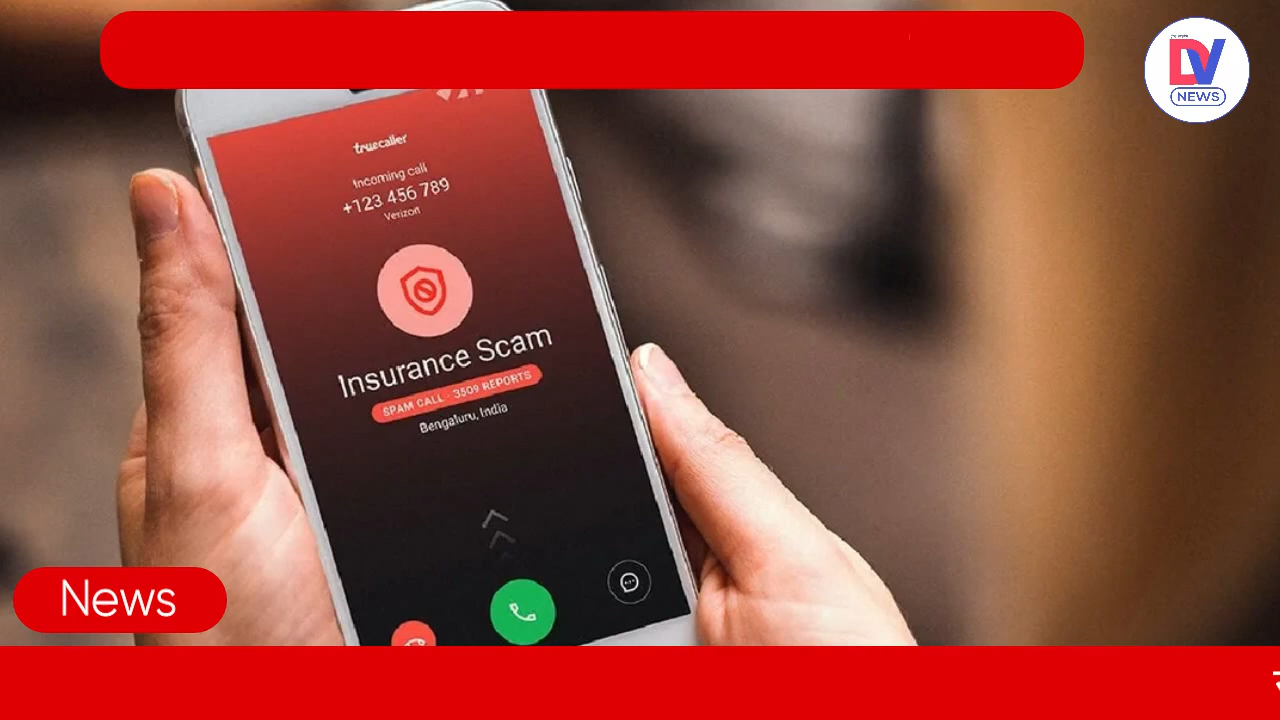 DV
NEWS
truecaller
Incoming call
+123 456 789
Verizon
Insurance Scam
SPAM CALL - 3509 REPORTS
Bengaluru, India
News